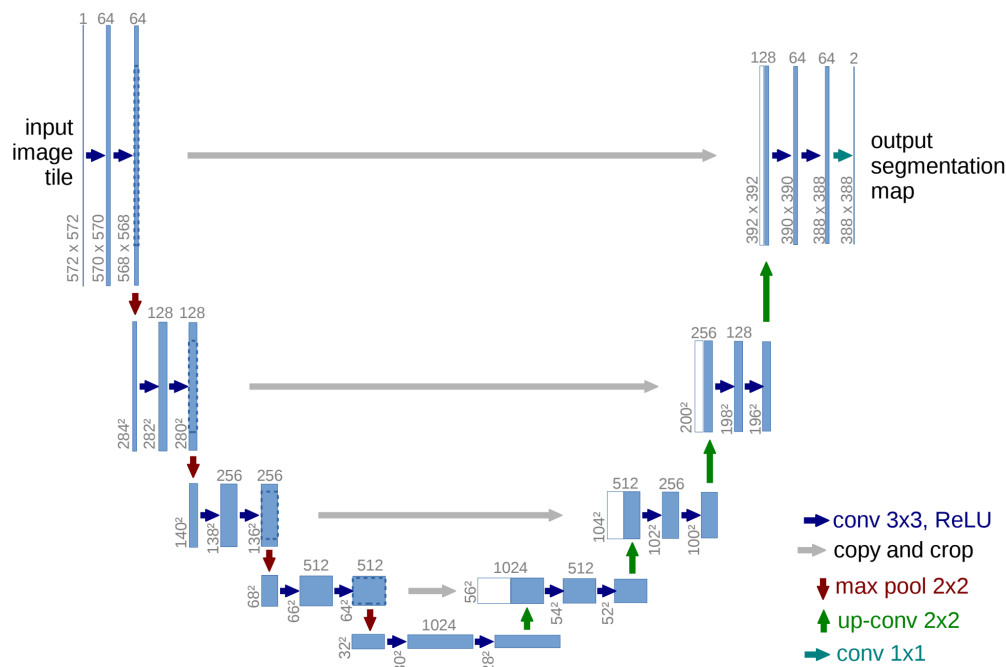 1 64 64
128 64 64 2
input
image
tile
output
segmentation
map
572 x 572
570 x 570
568 x 568
392 x 392
390 x 390
388 x 388
388 x 388
128 128
256 128
284²
282²
280²
200²
198²
196²
256 256
512 256
140²
138²
136²
104²
102²
100²
512 512
1024 512
68²
66²
64²
56²
54²
52²
1024
32²
conv 3x3, ReLU
copy and crop
max pool 2x2
up-conv 2x2
conv 1x1